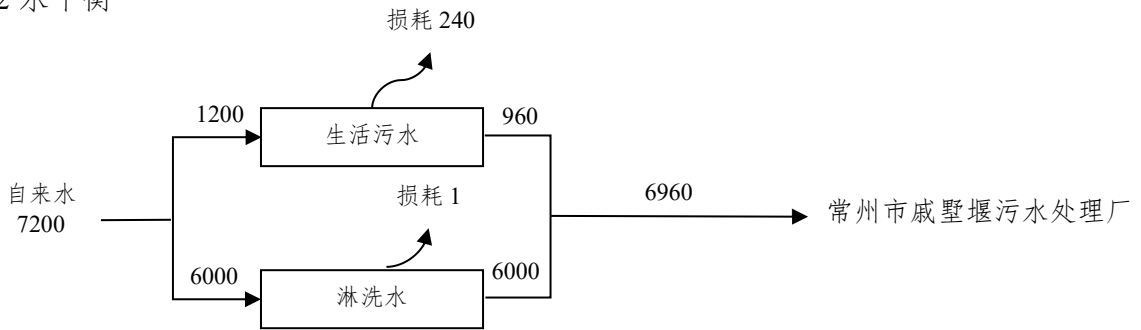 水平衡
损耗 240
1200
生活污水
960
自来水
7200
损耗 1
6960
常州市戚墅堰污水处理厂
6000
淋洗水
6000